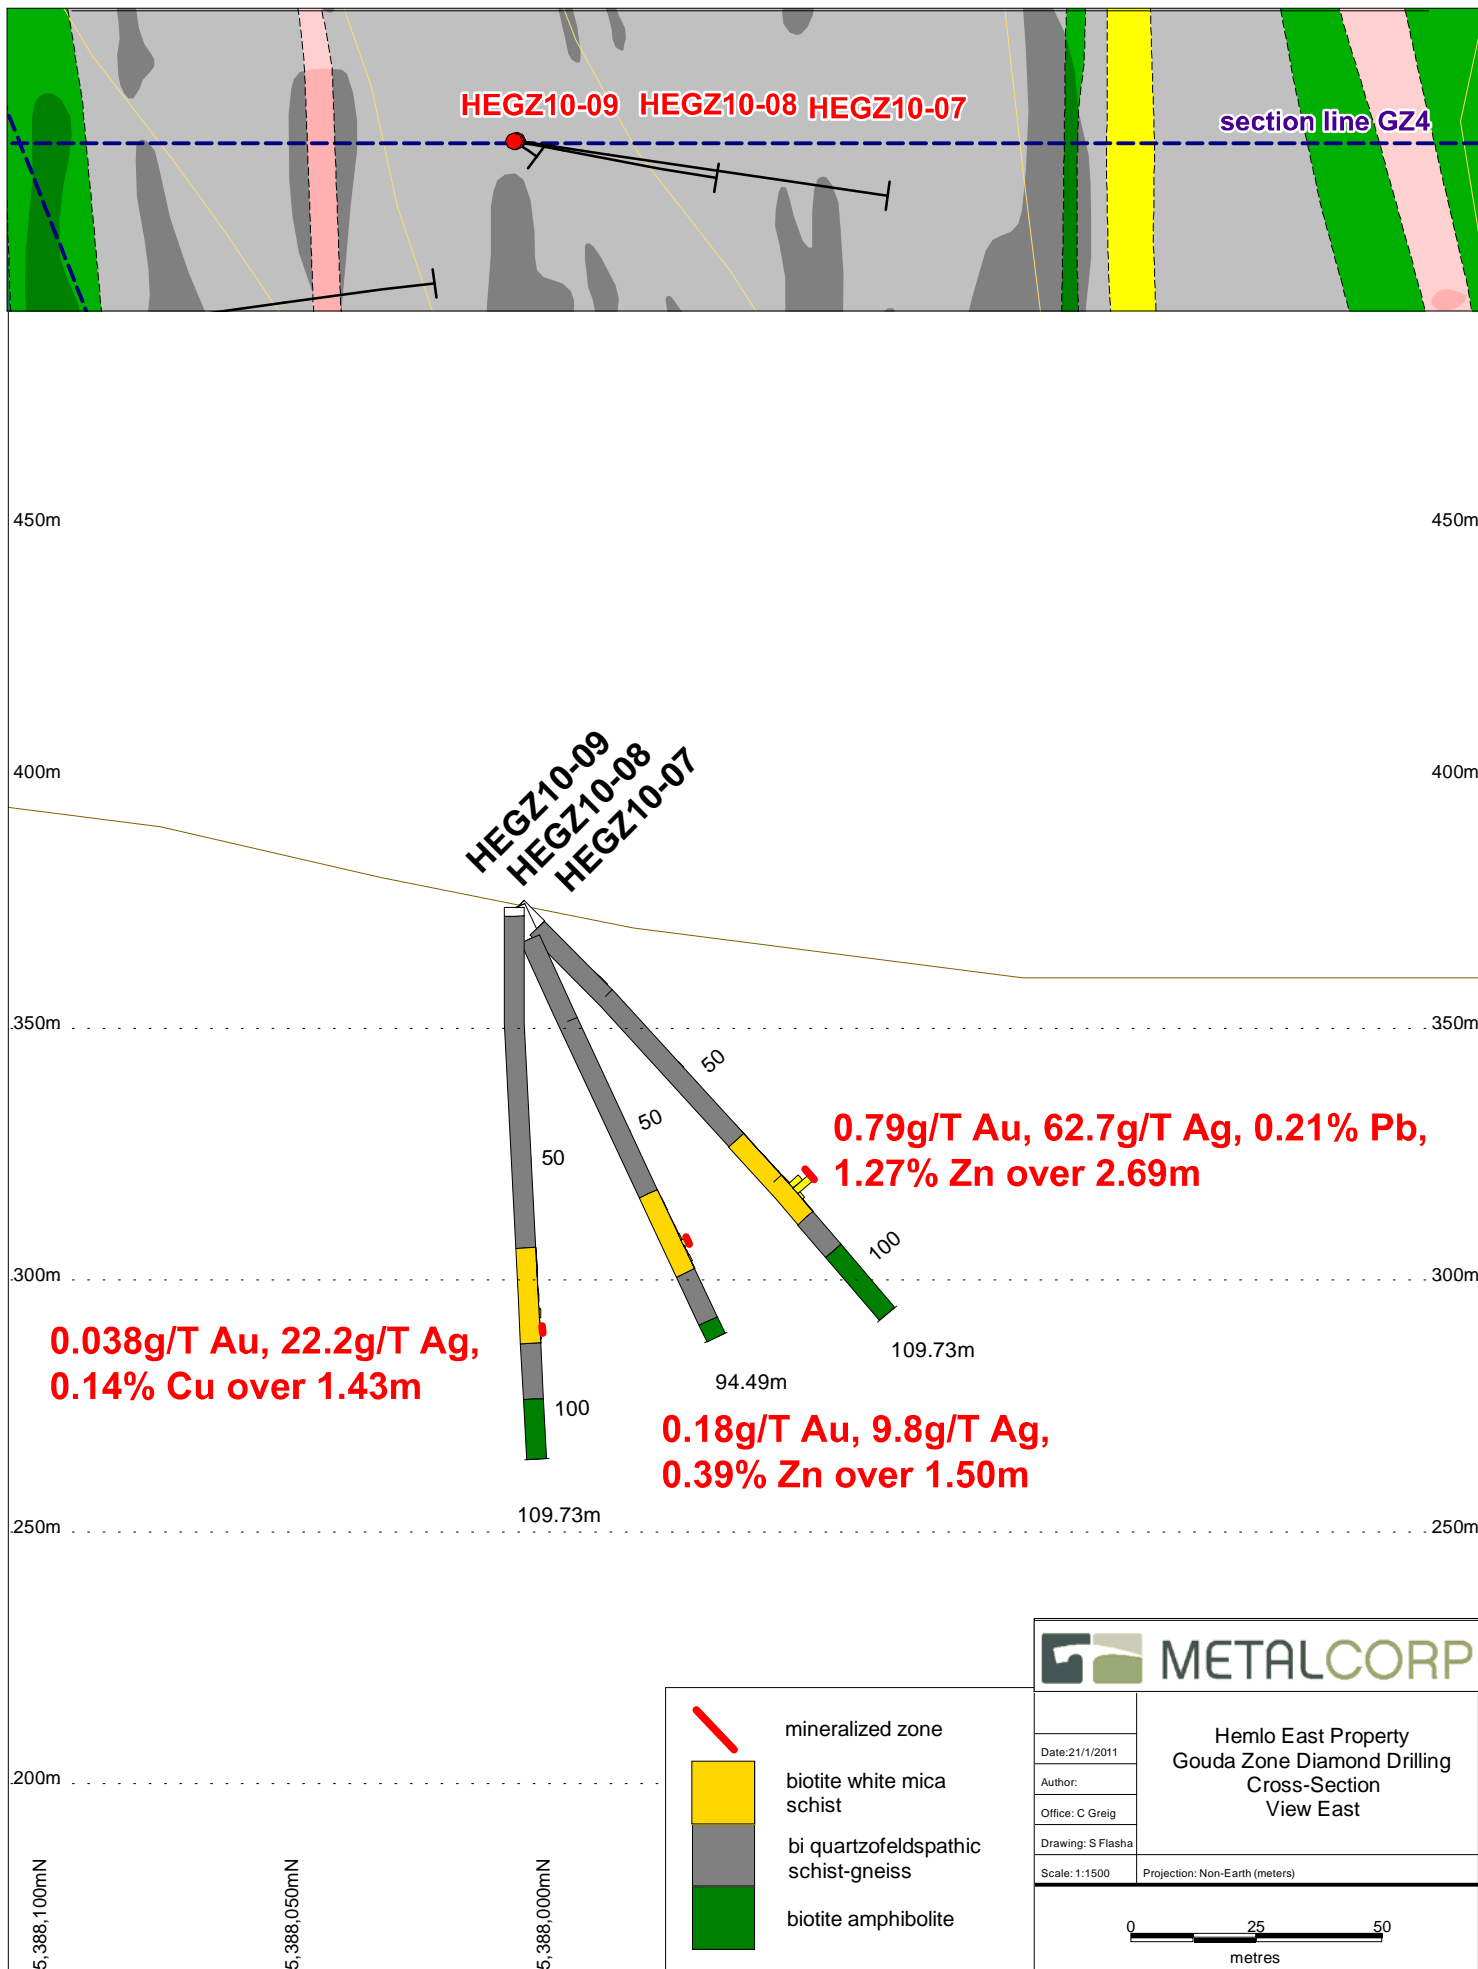 HEGZ10-09 HEGZ10-08 HEGZ10-07
section line GZ4
450m 450m
400m 400m
HEGZ10-09
HEGZ10-08
HEGZ10-07
350m 350m
50
50
50
0.79g/T Au, 62.7g/T Ag, 0.21% Pb,
1.27% Zn over 2.69m
100
300m 300m
0.038g/T Au, 22.2g/T Ag,
0.14% Cu over 1.43m
109.73m
94.49m
100
0.18g/T Au, 9.8g/T Ag,
0.39% Zn over 1.50m
109.73m
250m 250m
200m
5,388,100mN
5,388,050mN
5,388,000mN
mineralized zone
biotite white mica
schist
bi quartzofeldspathic
schist-gneiss
biotite amphibolite
METALCORP
Date:21/1/2011
Author:
Office: C Greig
Drawing: S Flasha
Scale: 1:1500
Hemlo East Property
Gouda Zone Diamond Drilling
Cross-Section
View East
Projection: Non-Earth (meters)
0 25 50
metres